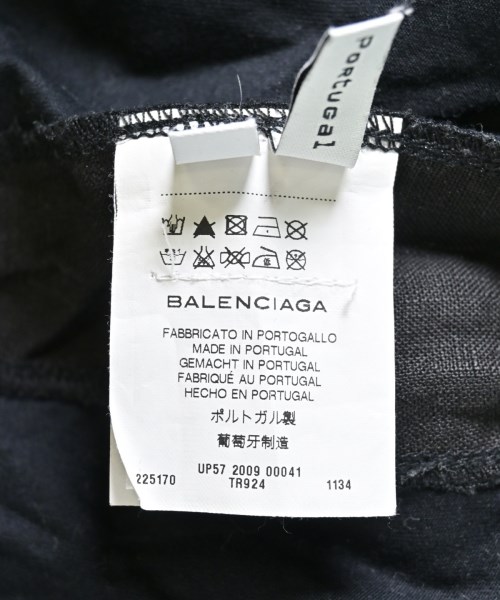 Portugal
BALENCIAGA
FABBRICATO IN PORTOGALLO
MADE IN PORTUGAL
GEMACHT IN PORTUGAL
FABRIQUÉ AU PORTUGAL
HECHO EN PORTUGAL
ポルトガル製
葡萄牙制造
225170 UP57 2009 00041 1134
TR924